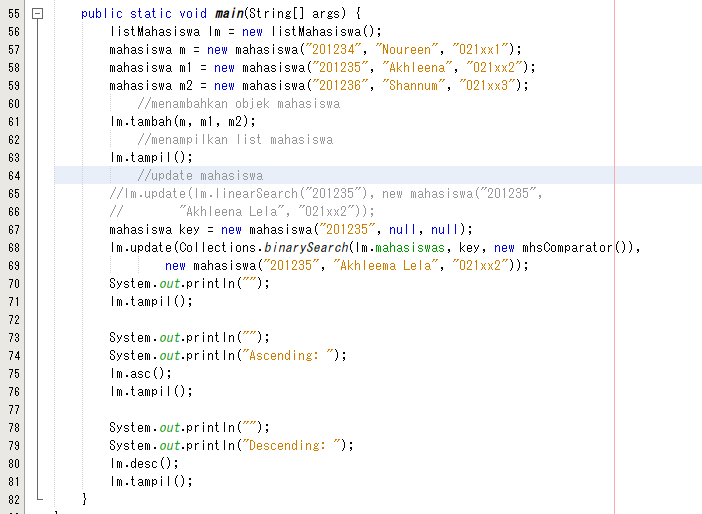 55 public static void main(String[] args) {
56 listMahasiswa lm = new listMahasiswa();
57 mahasiswa m = new mahasiswa("201234", "Noureen", "021xx1");
58 mahasiswa m1 = new mahasiswa("201235", "Akhleena", "021xx2");
59 mahasiswa m2 = new mahasiswa("201236", "Shannum", "021xx3");
60 //menambahkan objek mahasiswa
61 lm.tambah(m, m1, m2);
62 //menampilkan list mahasiswa
63 lm.tampil();
64 //update mahasiswa
65 //lm.update(lm.linearSearch("201235"), new mahasiswa("201235",
66 // "Akhleena Lela", "021xx2"));
67 mahasiswa key = new mahasiswa("201235", null, null);
68 lm.update(Collections.binarySearch(lm.mahasiswas, key, new mhsComparator()),
69 new mahasiswa("201235", "Akhleema Lela", "021xx2"));
70 System.out.println("");
71 lm.tampil();
72
73 System.out.println("");
74 System.out.println("Ascending: ");
75 lm.asc();
76 lm.tampil();
77
78 System.out.println("");
79 System.out.println("Descending: ");
80 lm.desc();
81 lm.tampil();
82 }